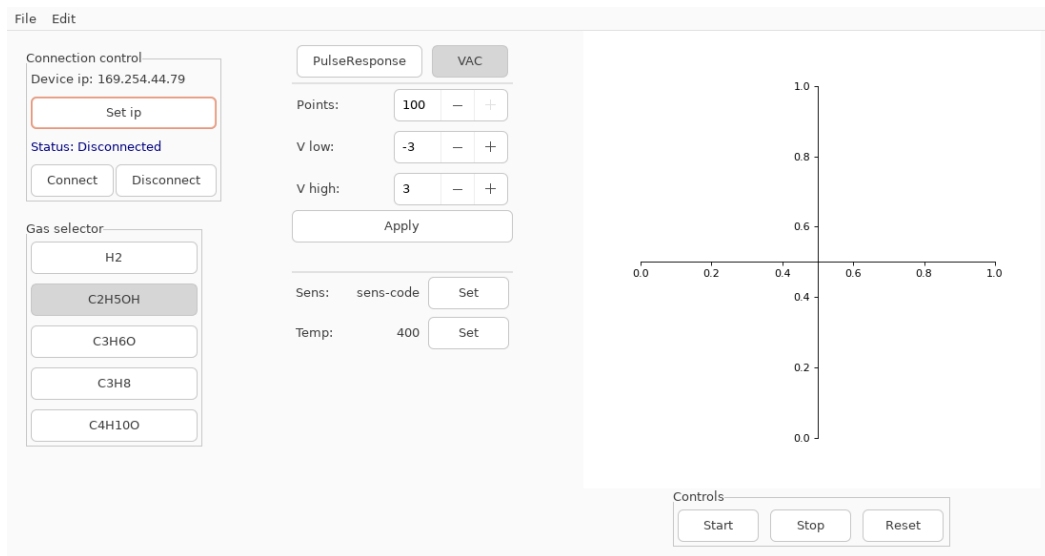 File Edit
Connection control
Device ip: 169.254.44.79
Set ip
Status: Disconnected
Connect Disconnect
Gas selector
H2
C2H5OH
C3H6O
C3H8
C4H10O
PulseResponse VAC
Points: 100 − +
V low: -3 − +
V high: 3 − +
Apply
Sens: sens-code Set
Temp: 400 Set
1.0
0.8
0.6
0.0 0.2 0.4 0.6 0.8 1.0
0.4
0.2
0.0
Controls
Start Stop Reset